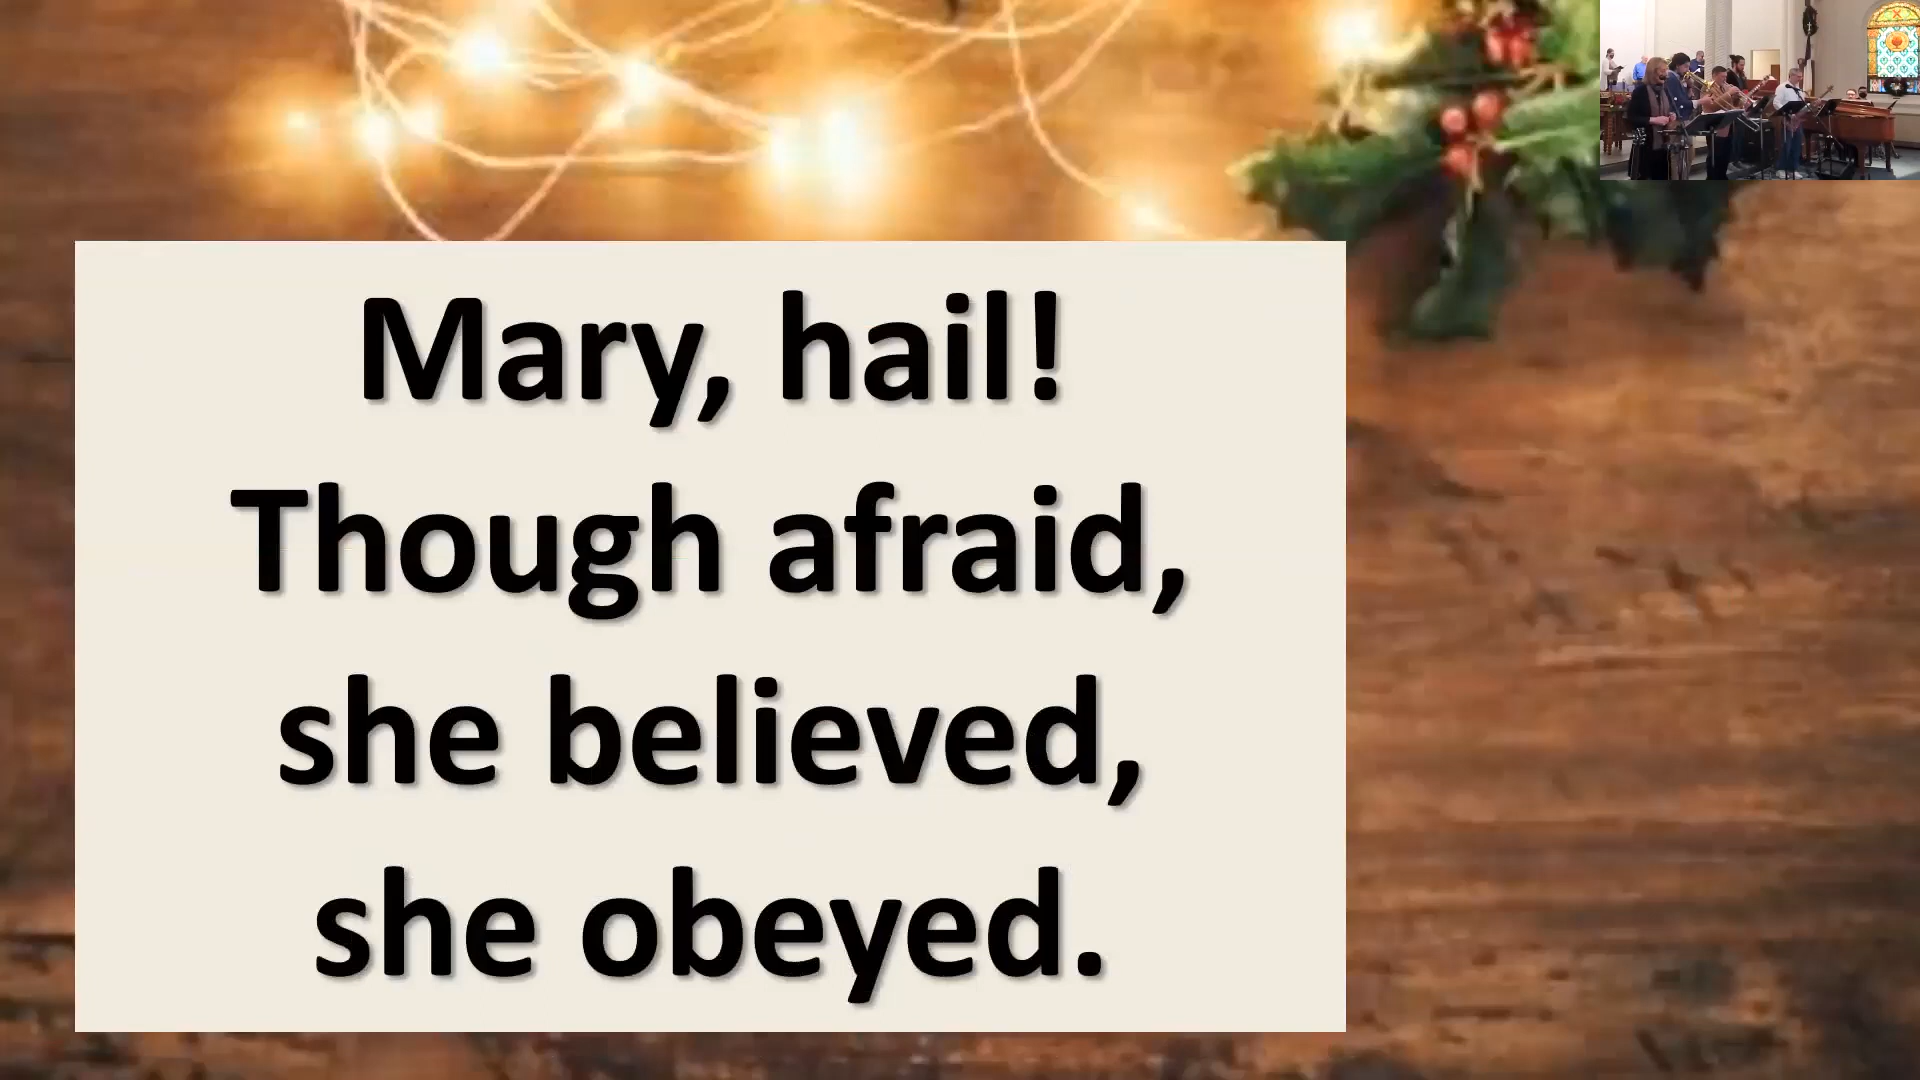 Mary, hail!
Though afraid,
she believed,
she obeyed.